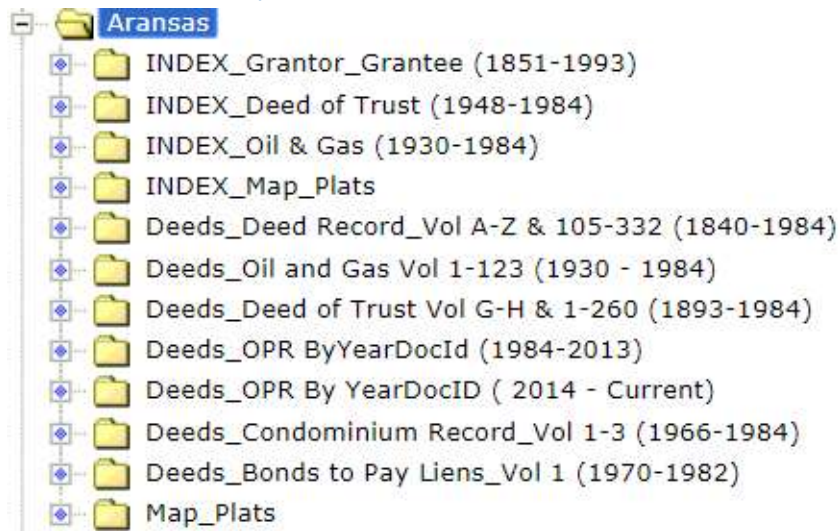 Aransas
INDEX_Grantor_Grantee (1851-1993)
INDEX_Deed of Trust (1948-1984)
INDEX_Oil & Gas (1930-1984)
INDEX_Map_Plats
Deeds_Deed Record_Vol A-Z & 105-332 (1840-1984)
Deeds_Oil and Gas Vol 1-123 (1930 - 1984)
Deeds_Deed of Trust Vol G-H & 1-260 (1893-1984)
Deeds_OPR ByYearDocId (1984-2013)
Deeds_OPR By YearDocID ( 2014 - Current)
Deeds_Condominium Record_Vol 1-3 (1966-1984)
Deeds_Bonds to Pay Liens_Vol 1 (1970-1982)
Map_Plats